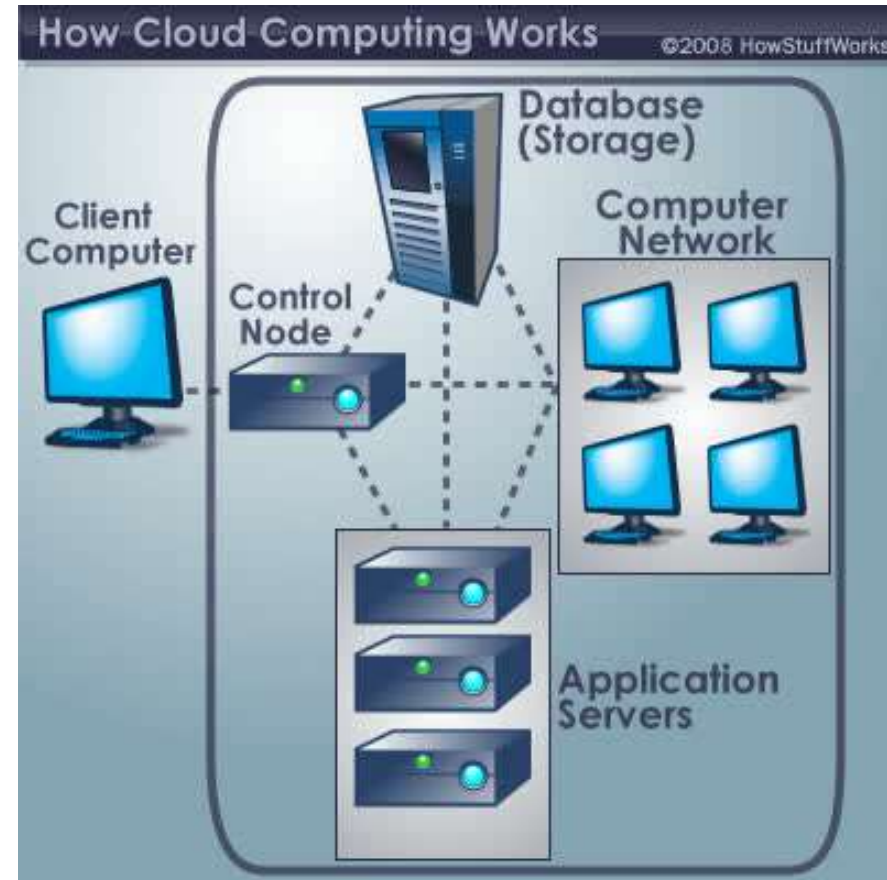 How Cloud Computing Works
©2008 HowStuffWorks
Database
(Storage)
Client
Computer
Computer
Network
Control
Node
Application
Servers